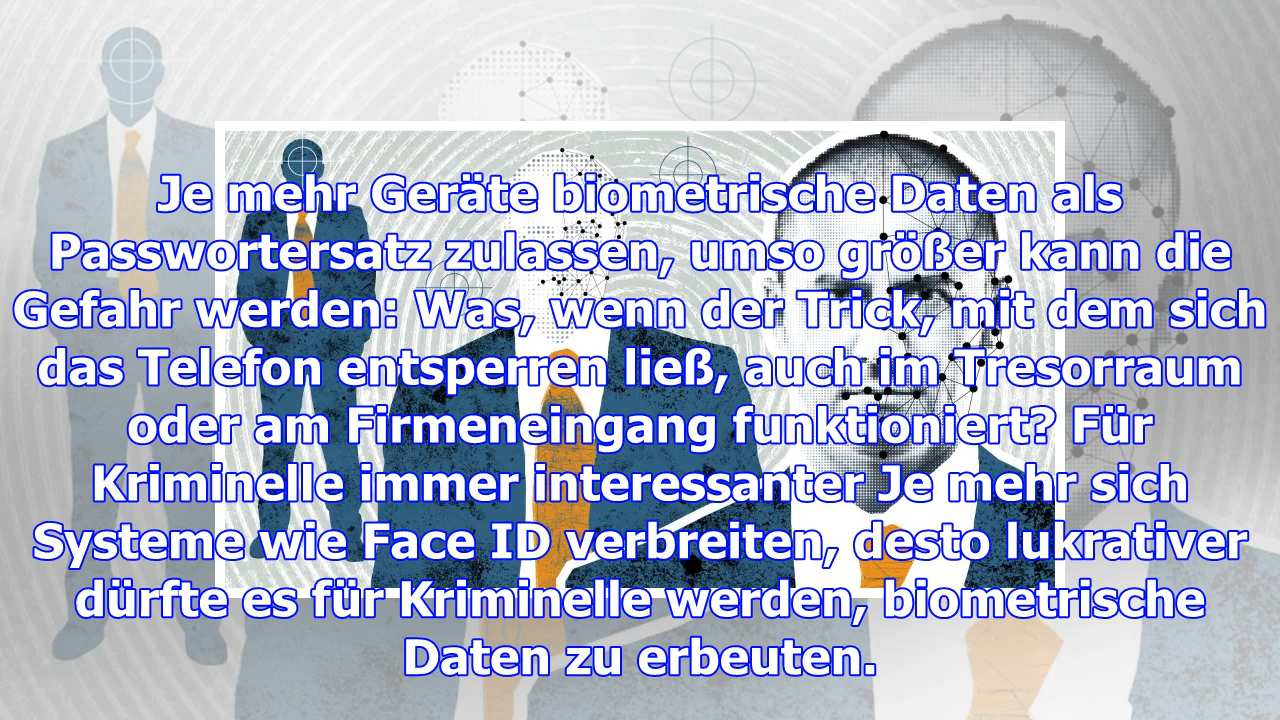 Je mehr Geräte biometrische Daten als
Passwortersatz zulassen, umso größer kann die
Gefahr werden: Was, wenn der Trick, mit dem sich
das Telefon entsperren ließ, auch im Tresorraum
oder am Firmeneingang funktioniert? Für
Kriminelle immer interessanter Je mehr sich
Systeme wie Face ID verbreiten, desto lukrativer
dürfte es für Kriminelle werden, biometrische
Daten zu erbeuten.